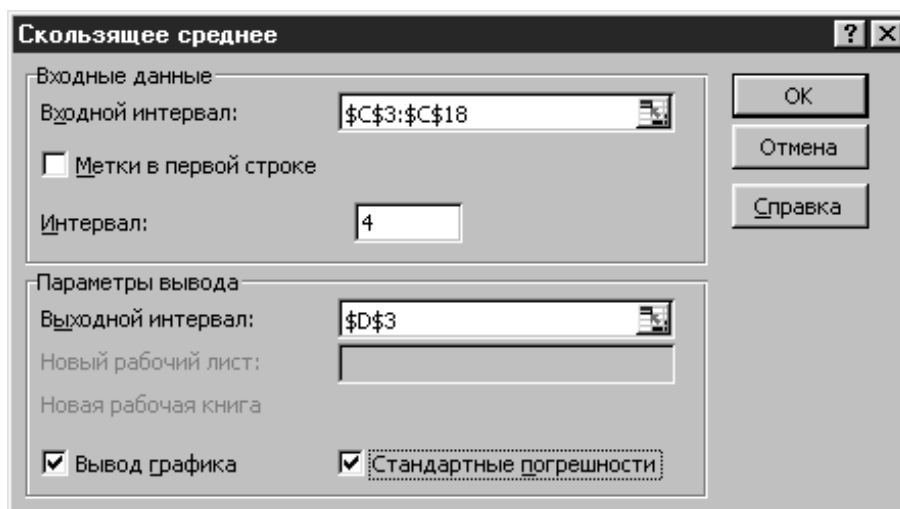 Скользящее среднее
Входные данные
Входной интервал: $C$3:$C$18
Метки в первой строке
Интервал: 4
Параметры вывода
Выходной интервал: $D$3
Новый рабочий лист:
Новая рабочая книга
Вывод графика
Стандартные погрешности
OK
Отмена
Справка